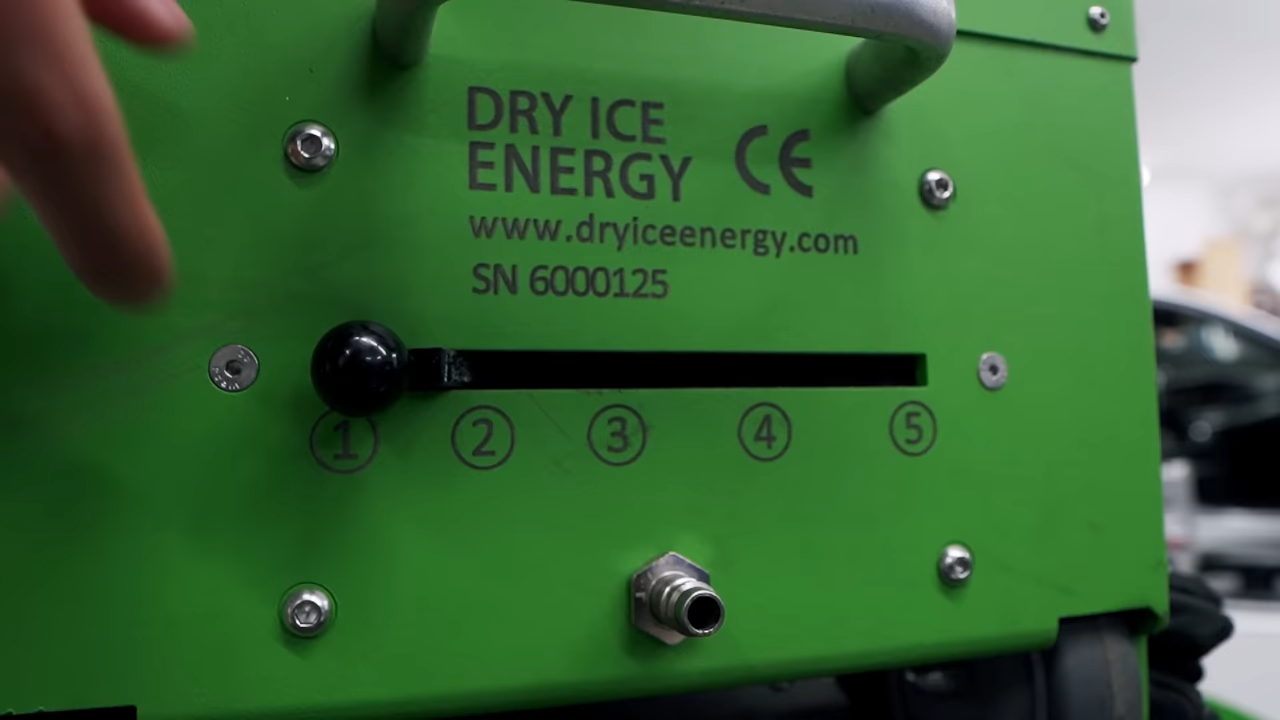 DRY ICE
ENERGY
CE
www.dryiceenergy.com
SN 6000125
① ② ③ ④ ⑤